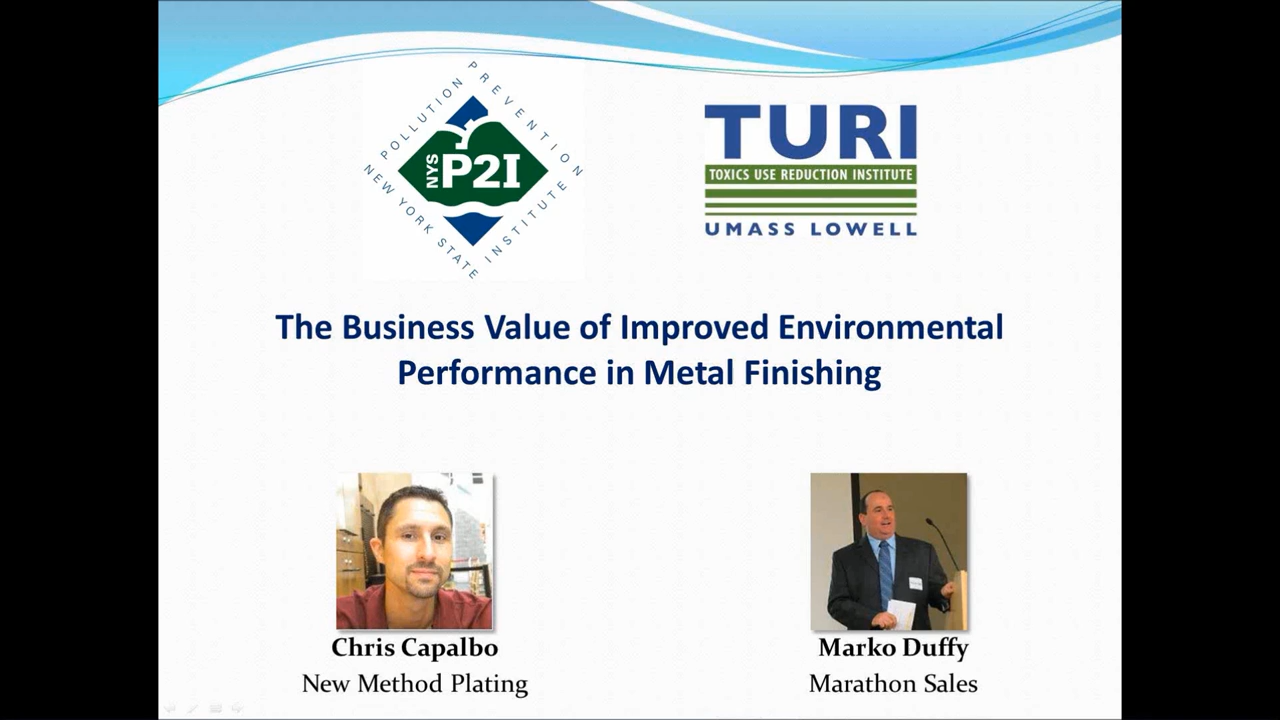 POLLUTION PREVENTION
NEW YORK STATE INSTITUTE
NYS P2I
TURI
TOXICS USE REDUCTION INSTITUTE
UMASS LOWELL
The Business Value of Improved Environmental
Performance in Metal Finishing
Chris Capalbo
New Method Plating
Marko Duffy
Marathon Sales